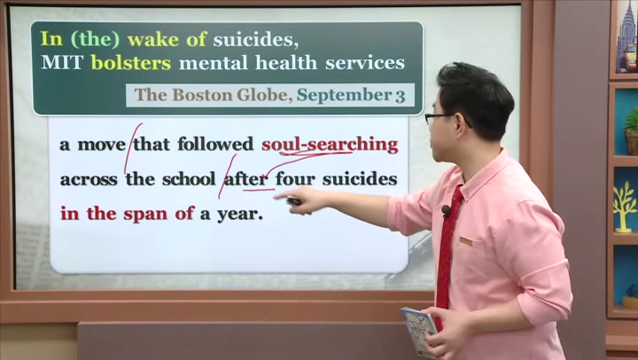 In (the) wake of suicides,
MIT bolsters mental health services
The Boston Globe, September 3
a move that followed soul-searching
across the school after four suicides
in the span of a year.